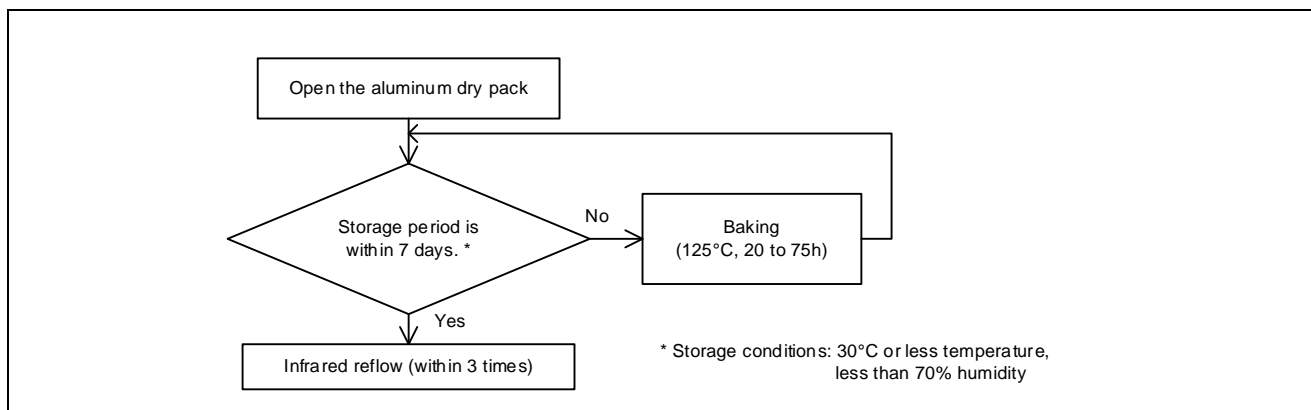 Open the aluminum dry pack
Storage period is
within 7 days. *
No
Baking
(125°C, 20 to 75h)
Yes
Infrared reflow (within 3 times)
* Storage conditions: 30°C or less temperature,
less than 70% humidity